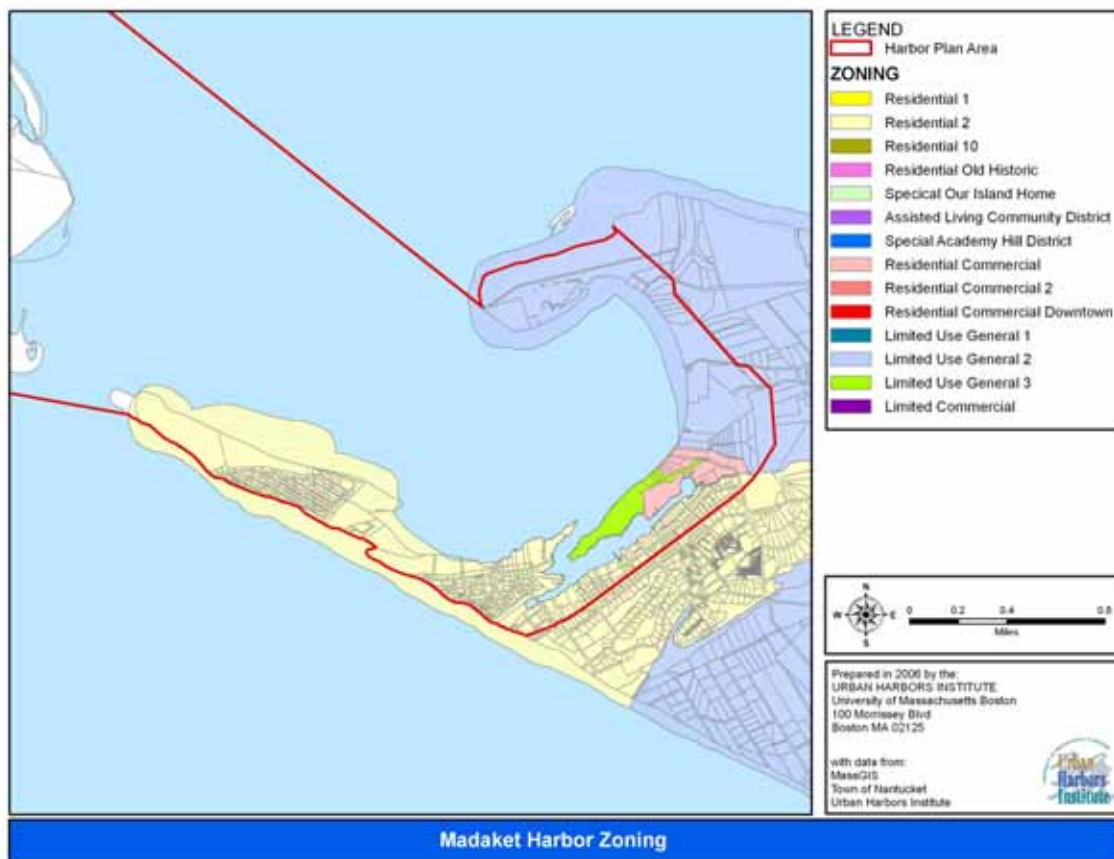 LEGEND
Harbor Plan Area
ZONING
Residential 1
Residential 2
Residential 10
Residential Old Historic
Specical Our Island Home
Assisted Living Community District
Special Academy Hill District
Residential Commercial
Residential Commercial 2
Residential Commercial Downtown
Limited Use General 1
Limited Use General 2
Limited Use General 3
Limited Commercial
N
W E
S
0 0.2 0.4 0.8
Miles
Prepared in 2006 by the:
URBAN HARBORS INSTITUTE
University of Massachusetts Boston
100 Morrissey Blvd
Boston MA 02125
with data from:
MassGIS
Town of Nantucket
Urban Harbors Institute
Urban
Harbors
Institute
Madaket Harbor Zoning